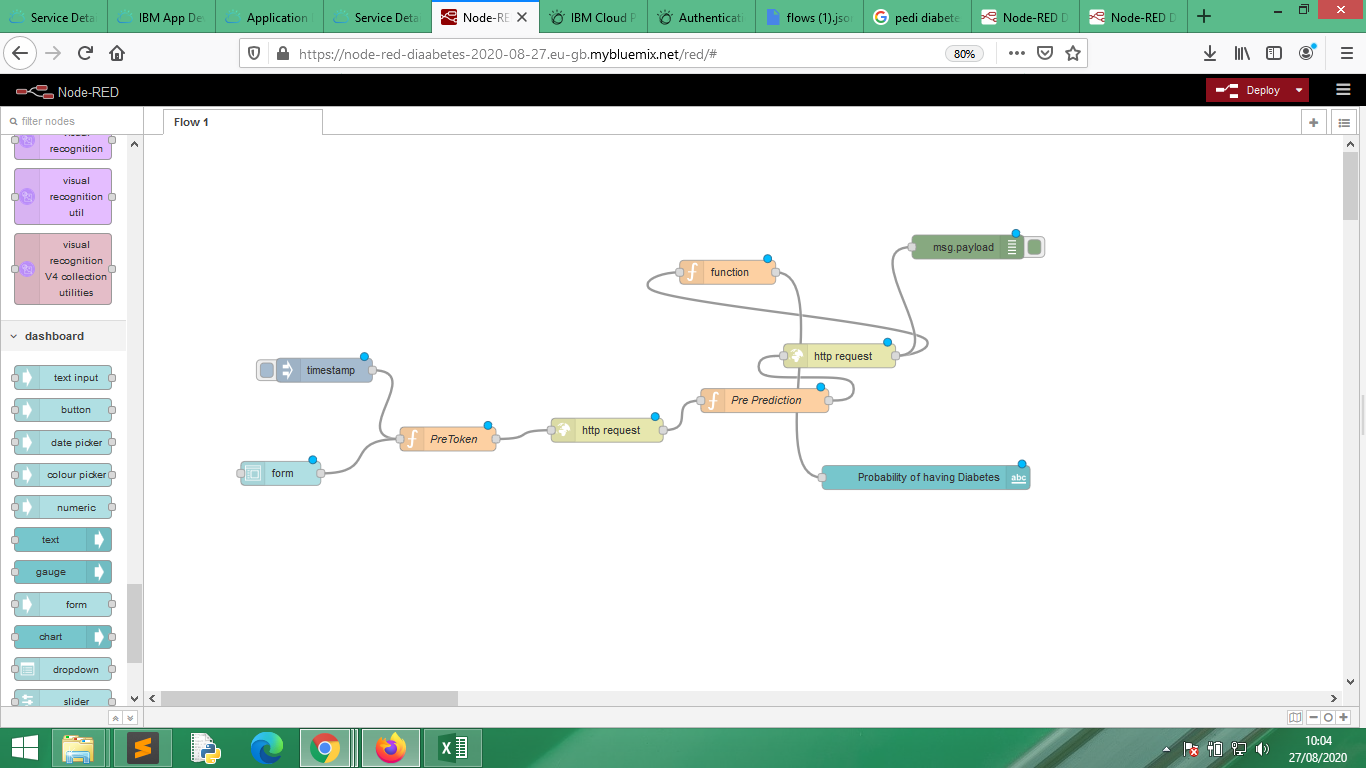 Service Deta
IBM App De
Application
Service Deta
Node-RE
IBM Cloud P
Authenticati
flows (1).jso
pedi diabete
Node-RED D
Node-RED D
https://node-red-diaabetes-2020-08-27.eu-gb.mybluemix.net/red/#
80%
Node-RED
Deploy
filter nodes
Flow 1
recognition
visual
recognition
util
visual
recognition
V4 collection
utilities
dashboard
text input
button
date picker
colour picker
numeric
text
gauge
form
chart
dropdown
slider
msg.payload
function
http request
timestamp
Pre Prediction
http request
PreToken
form
Probability of having Diabetes
abc
10:04
27/08/2020